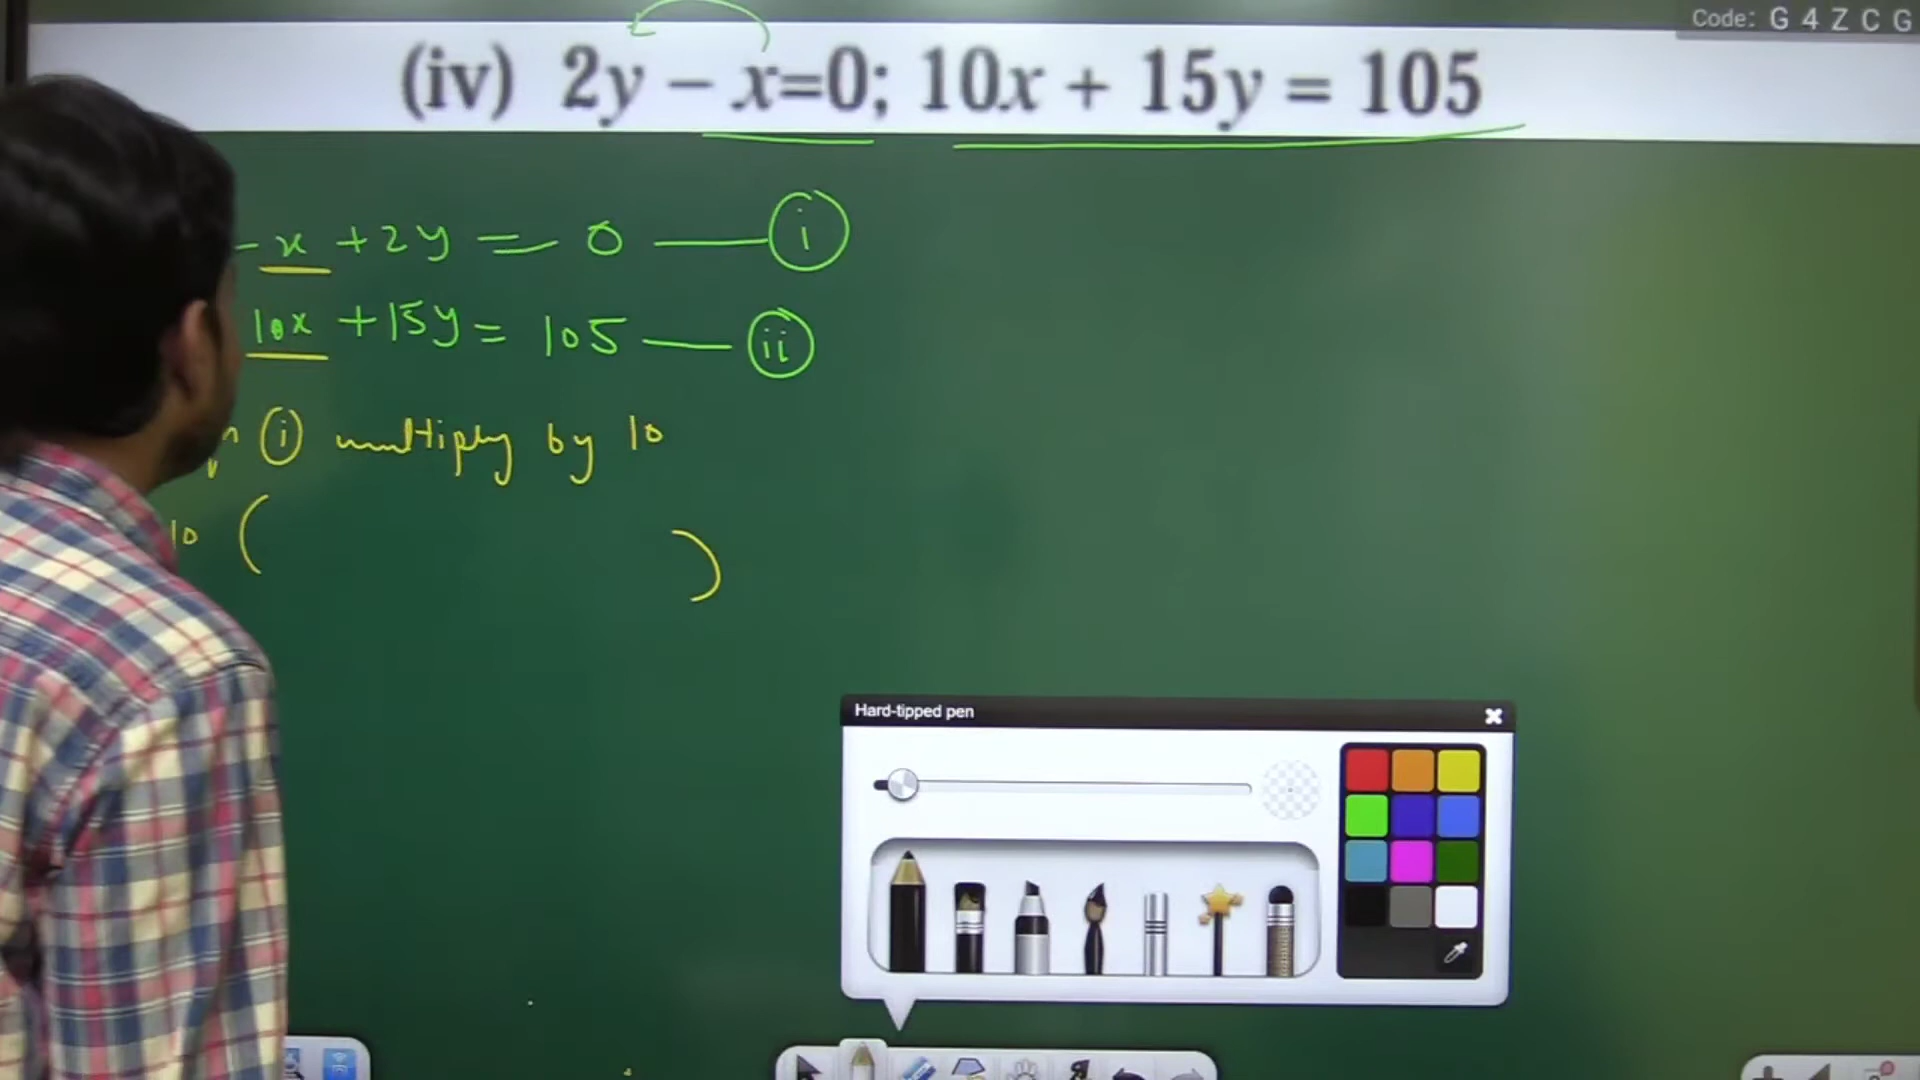 Code: G 4 Z C G
(iv) 2y − x=0; 10x + 15y = 105
-x + 2y = 0 —— (i)
10x + 15y = 105 —— (ii)
(i) multiply by 10
10 ( )
Hard-tipped pen